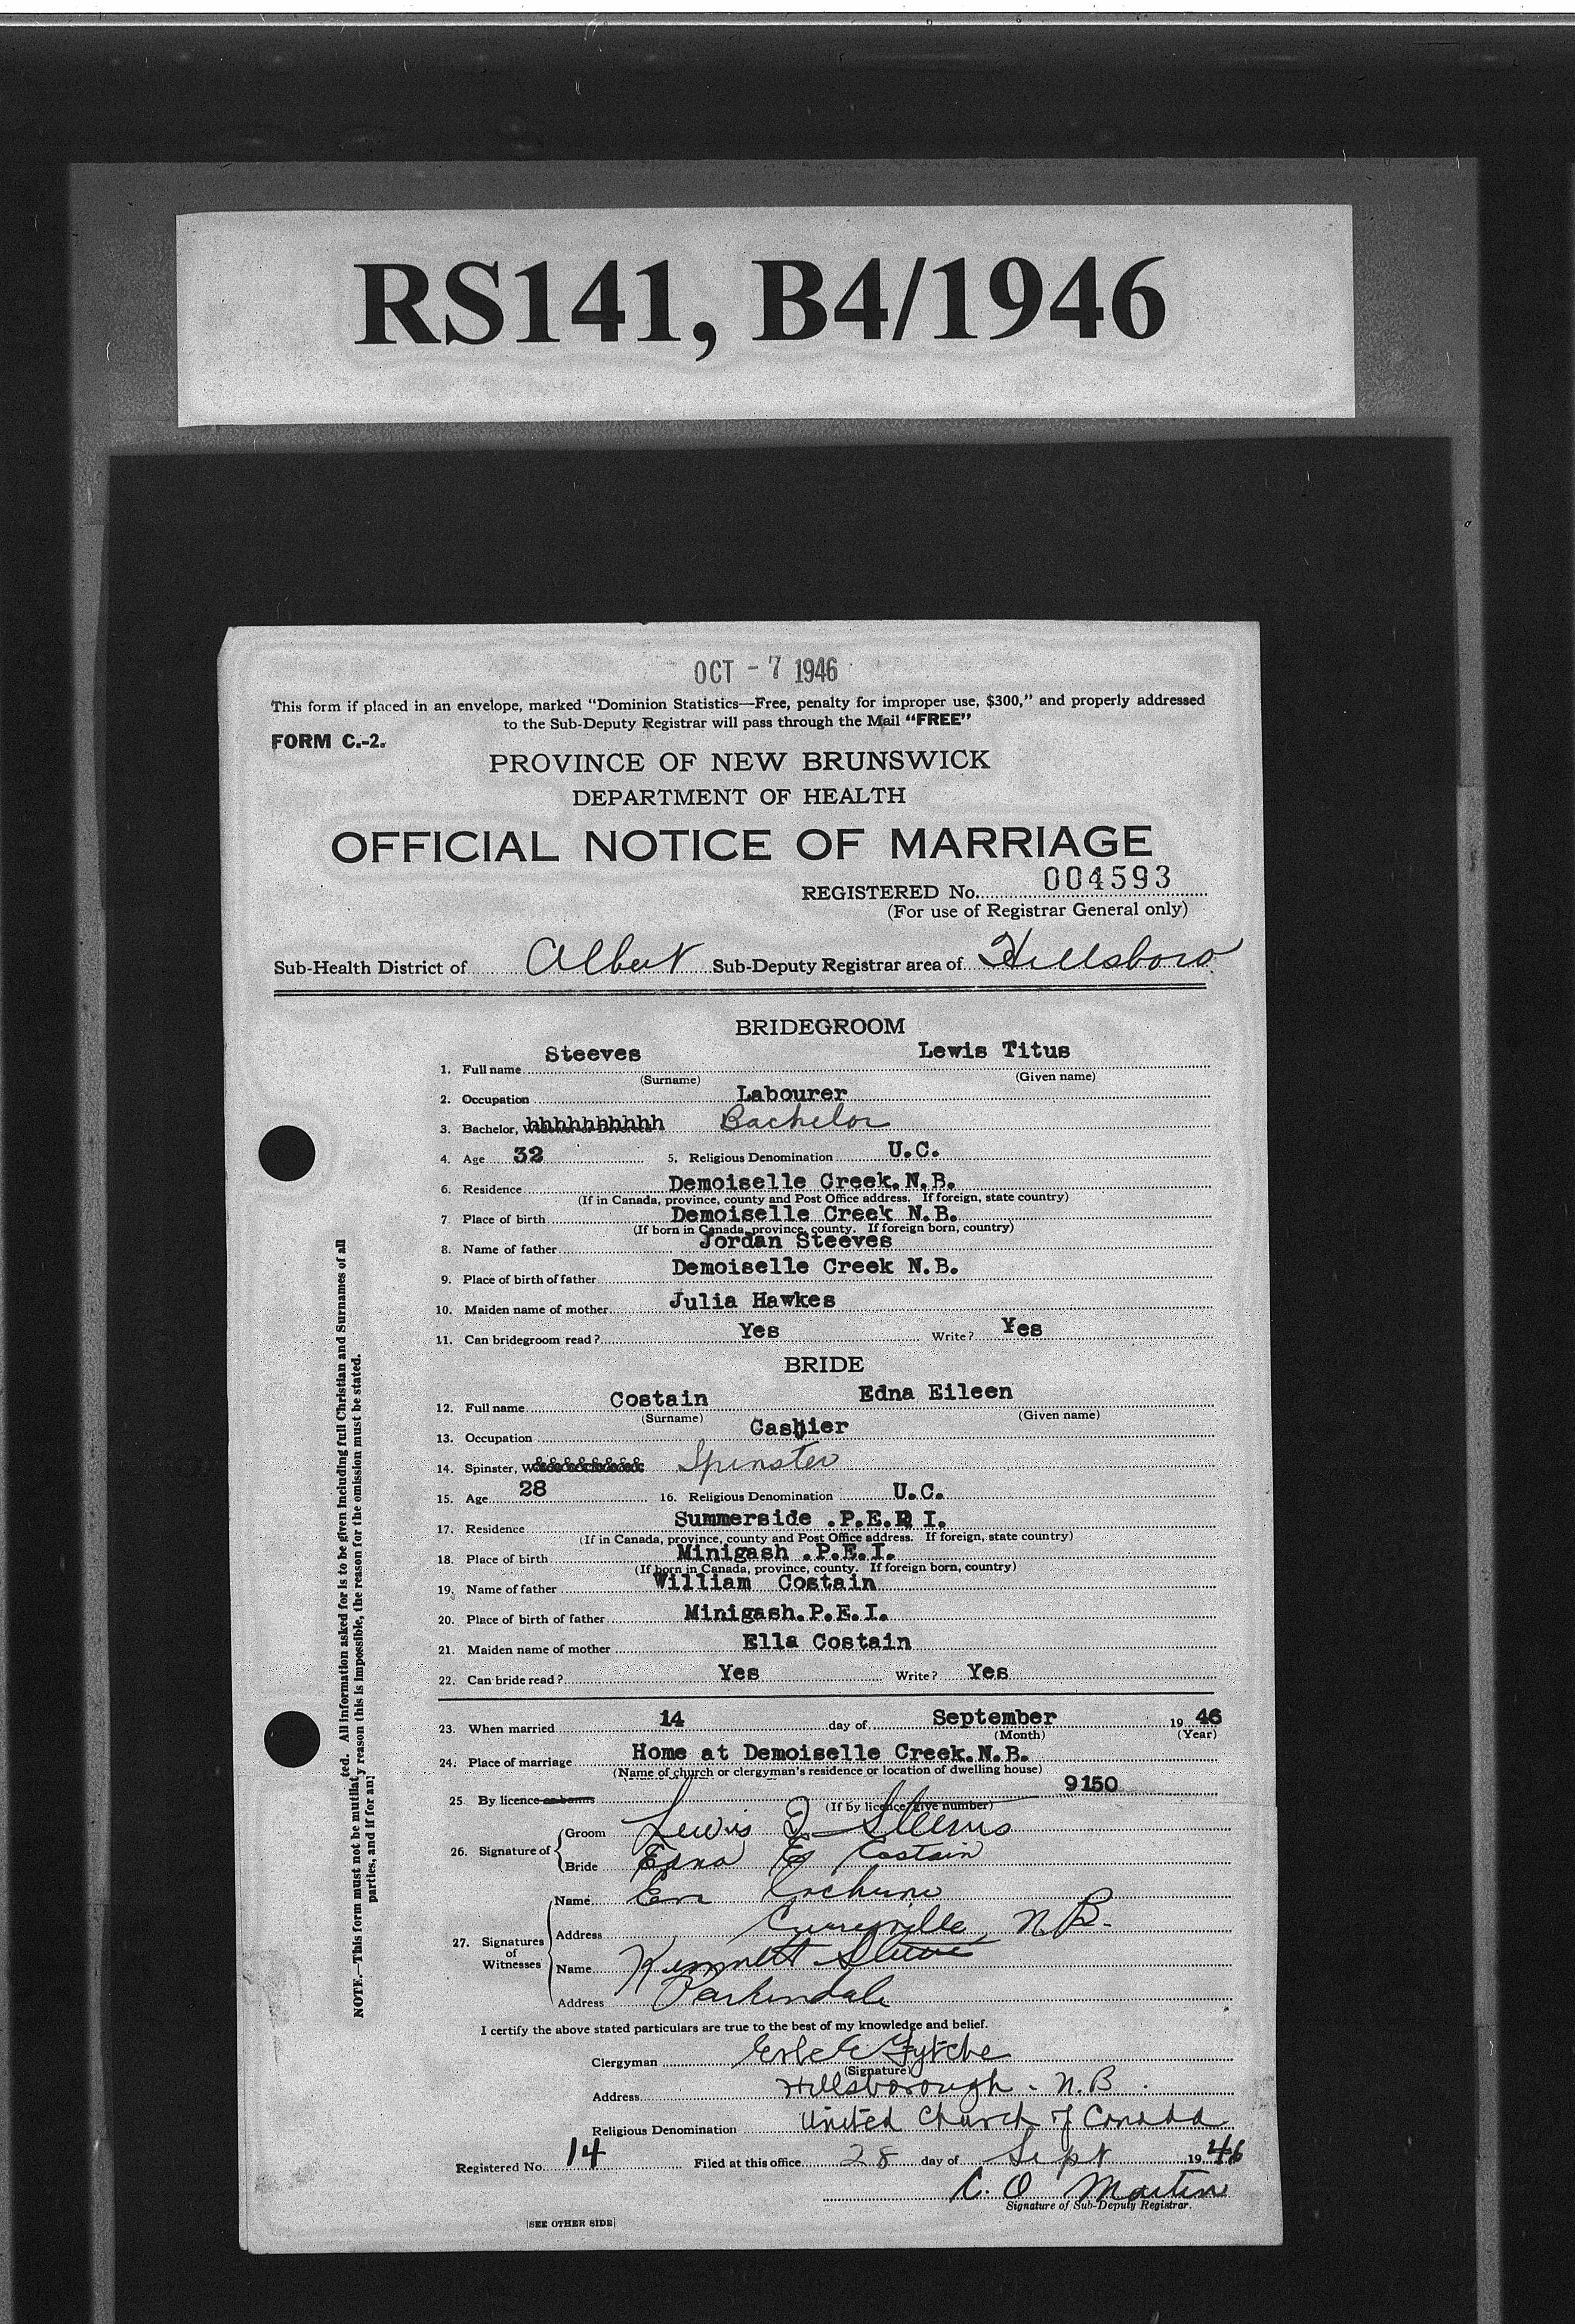 RS141, B4/1946
OCT - 7 1946
This form if placed in an envelope, marked “Dominion Statistics—Free, penalty for improper use, $300,” and properly addressed
to the Sub-Deputy Registrar will pass through the Mail “FREE”
FORM C.-2.
PROVINCE OF NEW BRUNSWICK
DEPARTMENT OF HEALTH
OFFICIAL NOTICE OF MARRIAGE
REGISTERED No. 004593
(For use of Registrar General only)
Sub-Health District of Albert Sub-Deputy Registrar area of Hillsboro
BRIDEGROOM
1. Full name Steeves Lewis Titus
(Surname) (Given name)
2. Occupation Labourer
3. Bachelor, Widower or Divorced Bachelor
4. Age 32 5. Religious Denomination U.C.
6. Residence Demoiselle Creek. N.B.
(If in Canada, province, county and Post Office address. If foreign, state country)
7. Place of birth Demoiselle Creek N.B.
(If born in Canada, province, county. If foreign born, country)
8. Name of father Jordan Steeves
9. Place of birth of father Demoiselle Creek N.B.
10. Maiden name of mother Julia Hawkes
11. Can bridegroom read? Yes Write? Yes
BRIDE
12. Full name Costain Edna Eileen
(Surname) (Given name)
13. Occupation Cashier
14. Spinster, Spinster
15. Age 28 16. Religious Denomination U.C.
17. Residence Summerside .P.E. I.
(If in Canada, province, county and Post Office address. If foreign, state country)
18. Place of birth Minigash .P.E.I.
(If born in Canada, province, county. If foreign born, country)
19. Name of father William Costain
20. Place of birth of father Minigash.P.E.I.
21. Maiden name of mother Ella Costain
22. Can bride read? Yes Write? Yes
23. When married 14 day of September 19 46
(Month) (Year)
24. Place of marriage Home at Demoiselle Creek.N.B.
(Name of church or clergyman's residence or location of dwelling house)
25 By licence or banns 9150
(If by licence, give number)
26. Signature of Groom Lewis T. Steeves
Bride Edna E Costain
27. Signatures of Witnesses
Name Eva
Address Curryville, N.B.
Name Kenneth Steeves
Address Parkindale
I certify the above stated particulars are true to the best of my knowledge and belief.
Clergyman Erle E Fytche
(Signature)
Address Hillsborough. N.B.
Religious Denomination United Church of Canada
Registered No. 14 Filed at this office 28 day of Sept 19 46
C. O Martin
Signature of Sub-Deputy Registrar.
[SEE OTHER SIDE]
NOTE.—This form must not be mutilated. All information asked for is to be given including full Christian and Surnames of all
parties, and if for any reason this is impossible, the reason for the omission must be stated.